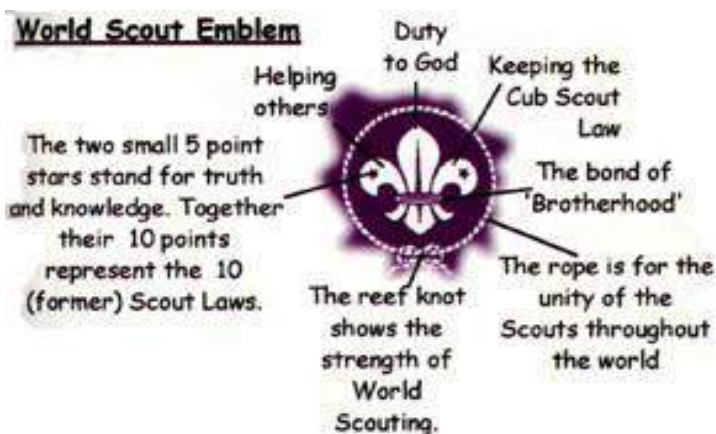 World Scout Emblem
Duty
to God
Helping
others
Keeping the
Cub Scout
Law
The two small 5 point
stars stand for truth
and knowledge. Together
their 10 points
represent the 10
(former) Scout Laws.
The bond of
'Brotherhood'
The rope is for the
unity of the
Scouts throughout
the world
The reef knot
shows the
strength of
World
Scouting.